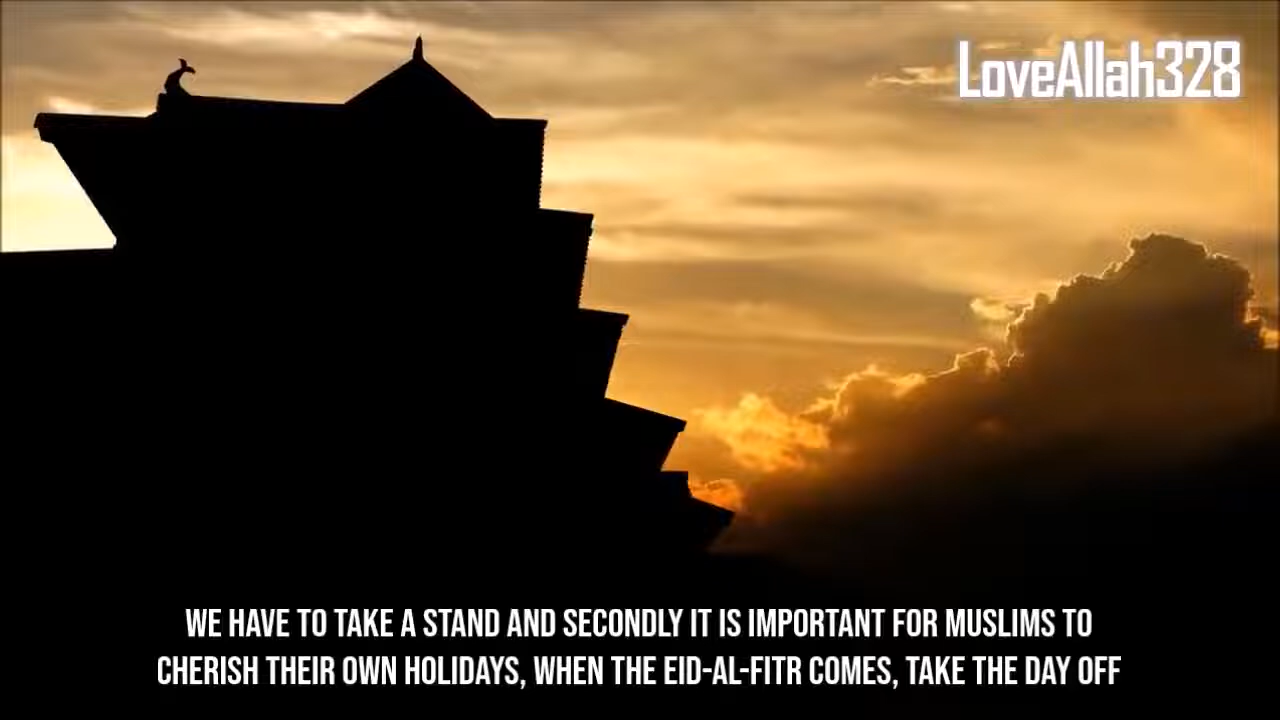 LoveAllah328
WE HAVE TO TAKE A STAND AND SECONDLY IT IS IMPORTANT FOR MUSLIMS TO
CHERISH THEIR OWN HOLIDAYS, WHEN THE EID-AL-FITR COMES, TAKE THE DAY OFF